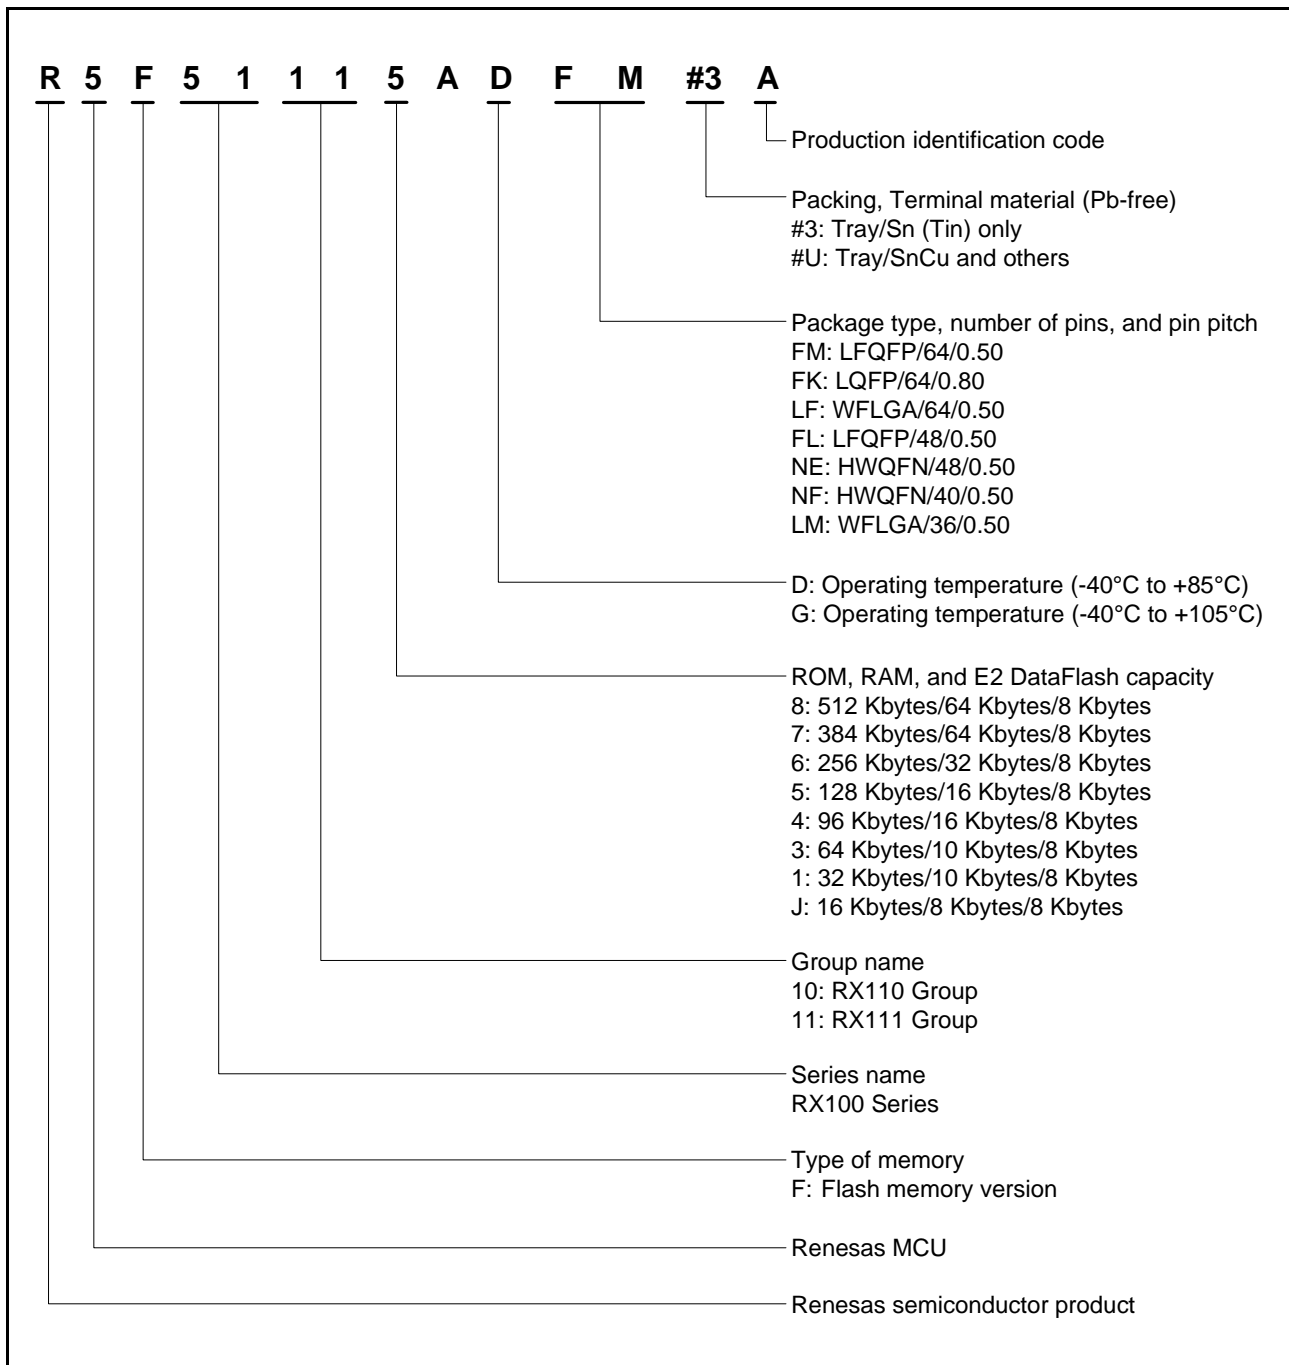 R 5 F 5 1 1 1 5 A D F M #3 A
Production identification code
Packing, Terminal material (Pb-free)
#3: Tray/Sn (Tin) only
#U: Tray/SnCu and others
Package type, number of pins, and pin pitch
FM: LFQFP/64/0.50
FK: LQFP/64/0.80
LF: WFLGA/64/0.50
FL: LFQFP/48/0.50
NE: HWQFN/48/0.50
NF: HWQFN/40/0.50
LM: WFLGA/36/0.50
D: Operating temperature (-40°C to +85°C)
G: Operating temperature (-40°C to +105°C)
ROM, RAM, and E2 DataFlash capacity
8: 512 Kbytes/64 Kbytes/8 Kbytes
7: 384 Kbytes/64 Kbytes/8 Kbytes
6: 256 Kbytes/32 Kbytes/8 Kbytes
5: 128 Kbytes/16 Kbytes/8 Kbytes
4: 96 Kbytes/16 Kbytes/8 Kbytes
3: 64 Kbytes/10 Kbytes/8 Kbytes
1: 32 Kbytes/10 Kbytes/8 Kbytes
J: 16 Kbytes/8 Kbytes/8 Kbytes
Group name
10: RX110 Group
11: RX111 Group
Series name
RX100 Series
Type of memory
F: Flash memory version
Renesas MCU
Renesas semiconductor product